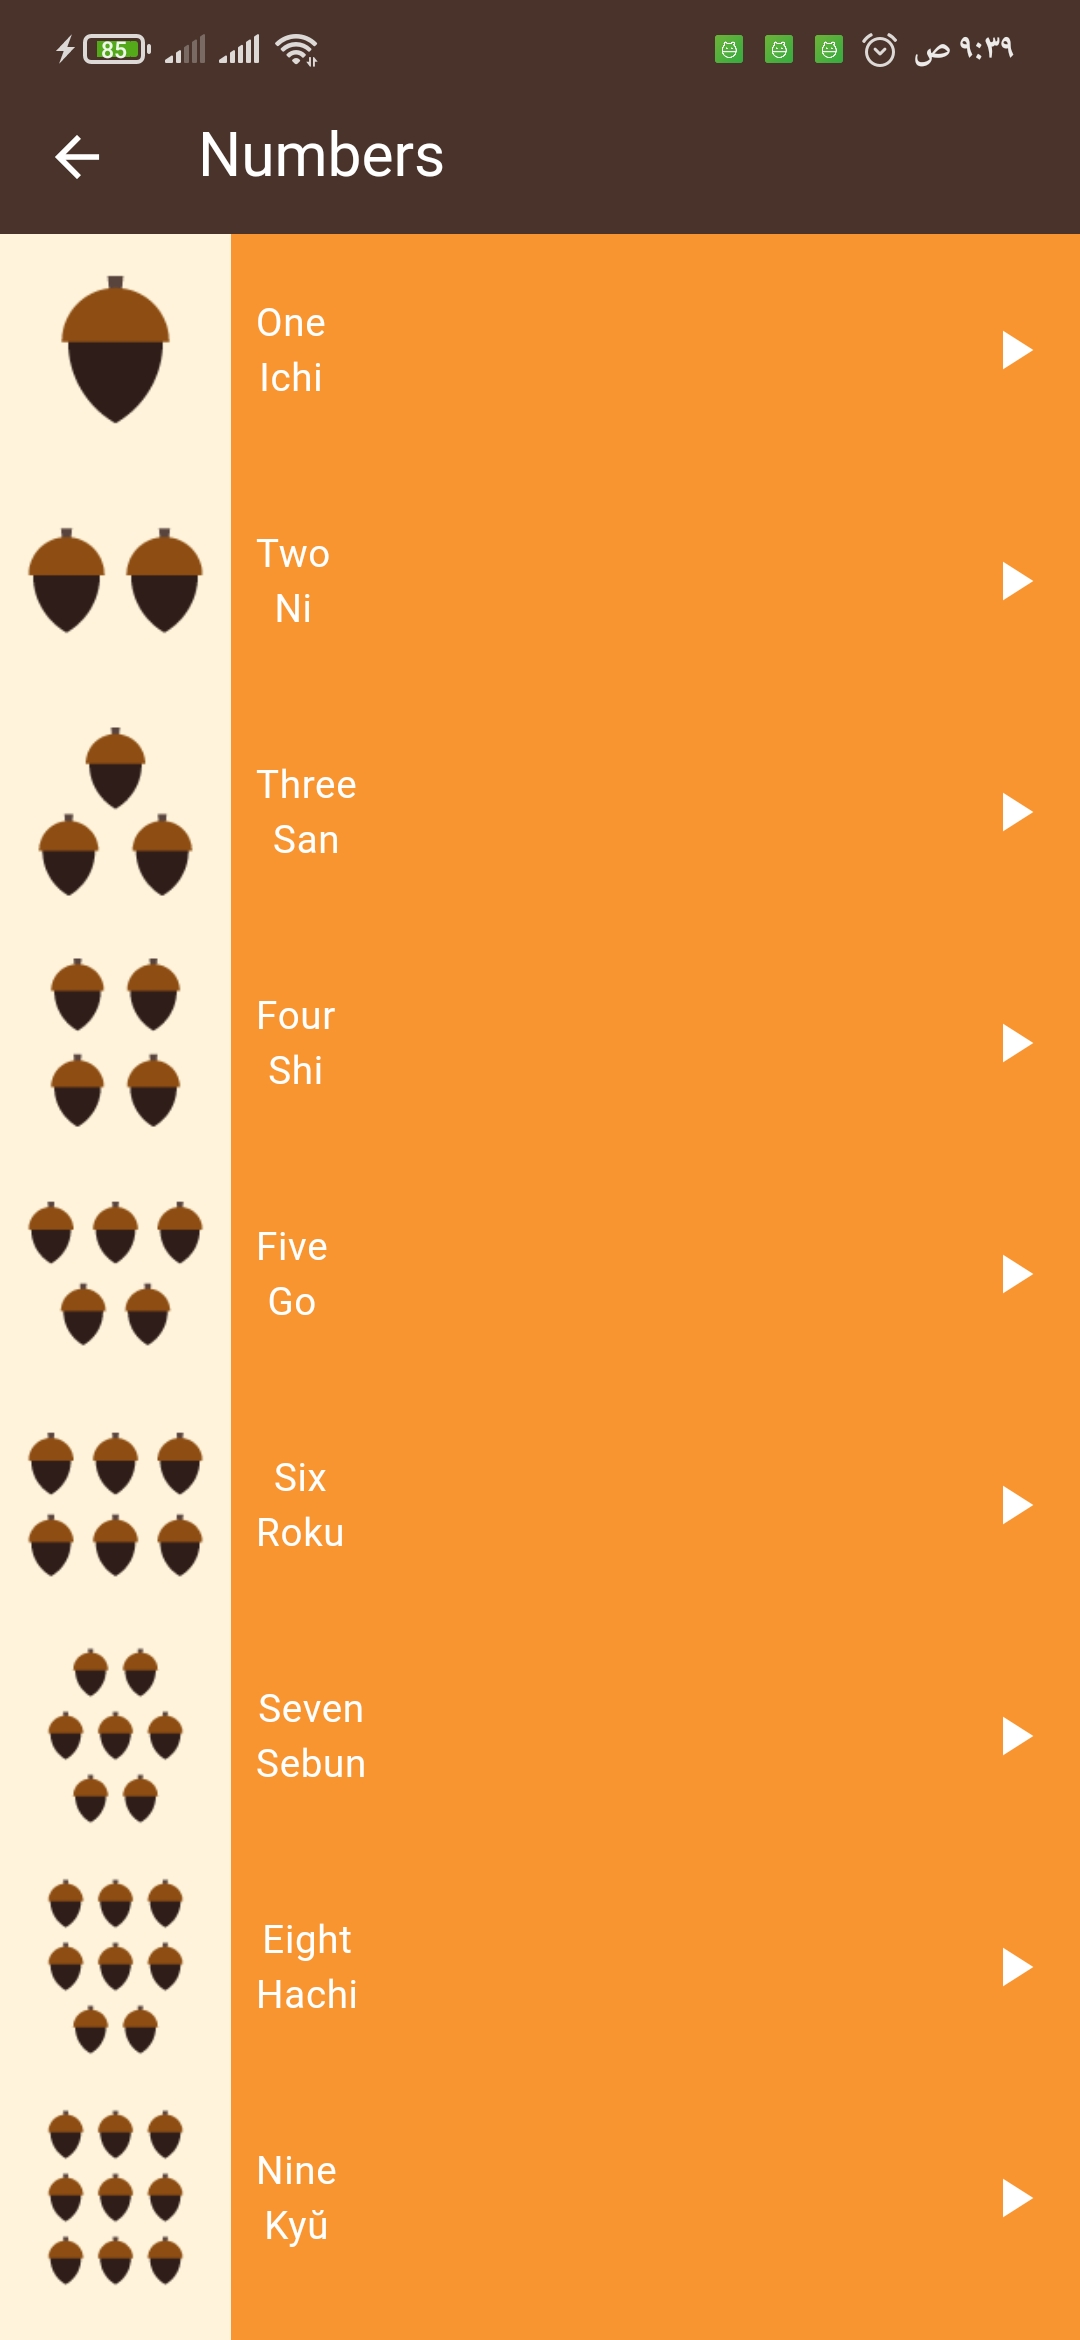 85
٩:٣٩ ص
Numbers
One
Ichi
Two
Ni
Three
San
Four
Shi
Five
Go
Six
Roku
Seven
Sebun
Eight
Hachi
Nine
Kyŭ